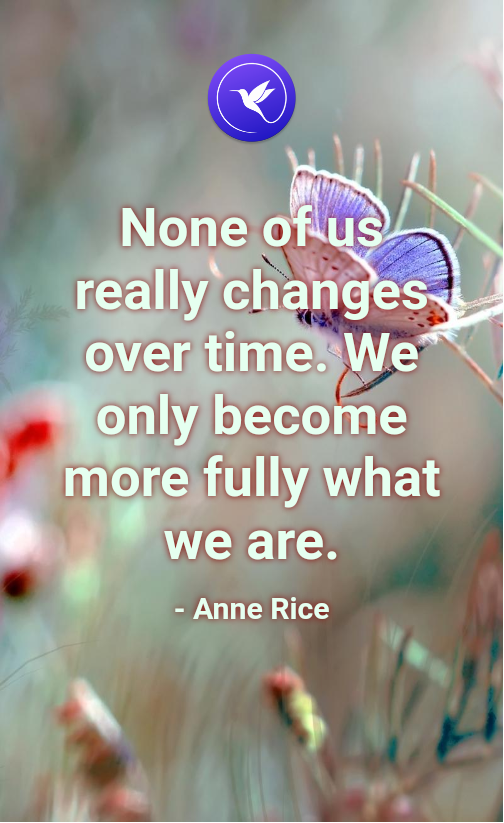 None of us
really changes
over time. We
only become
more fully what
we are.
- Anne Rice